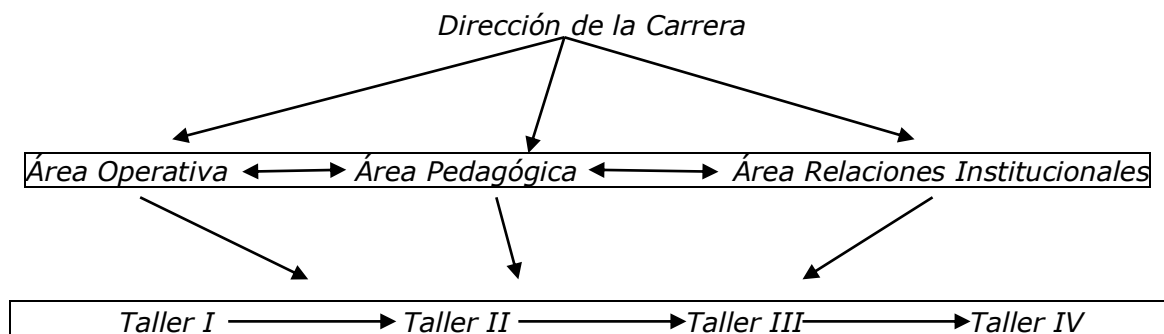 Dirección de la Carrera
Área Operativa Área Pedagógica Área Relaciones Institucionales
Taller I Taller II Taller III Taller IV